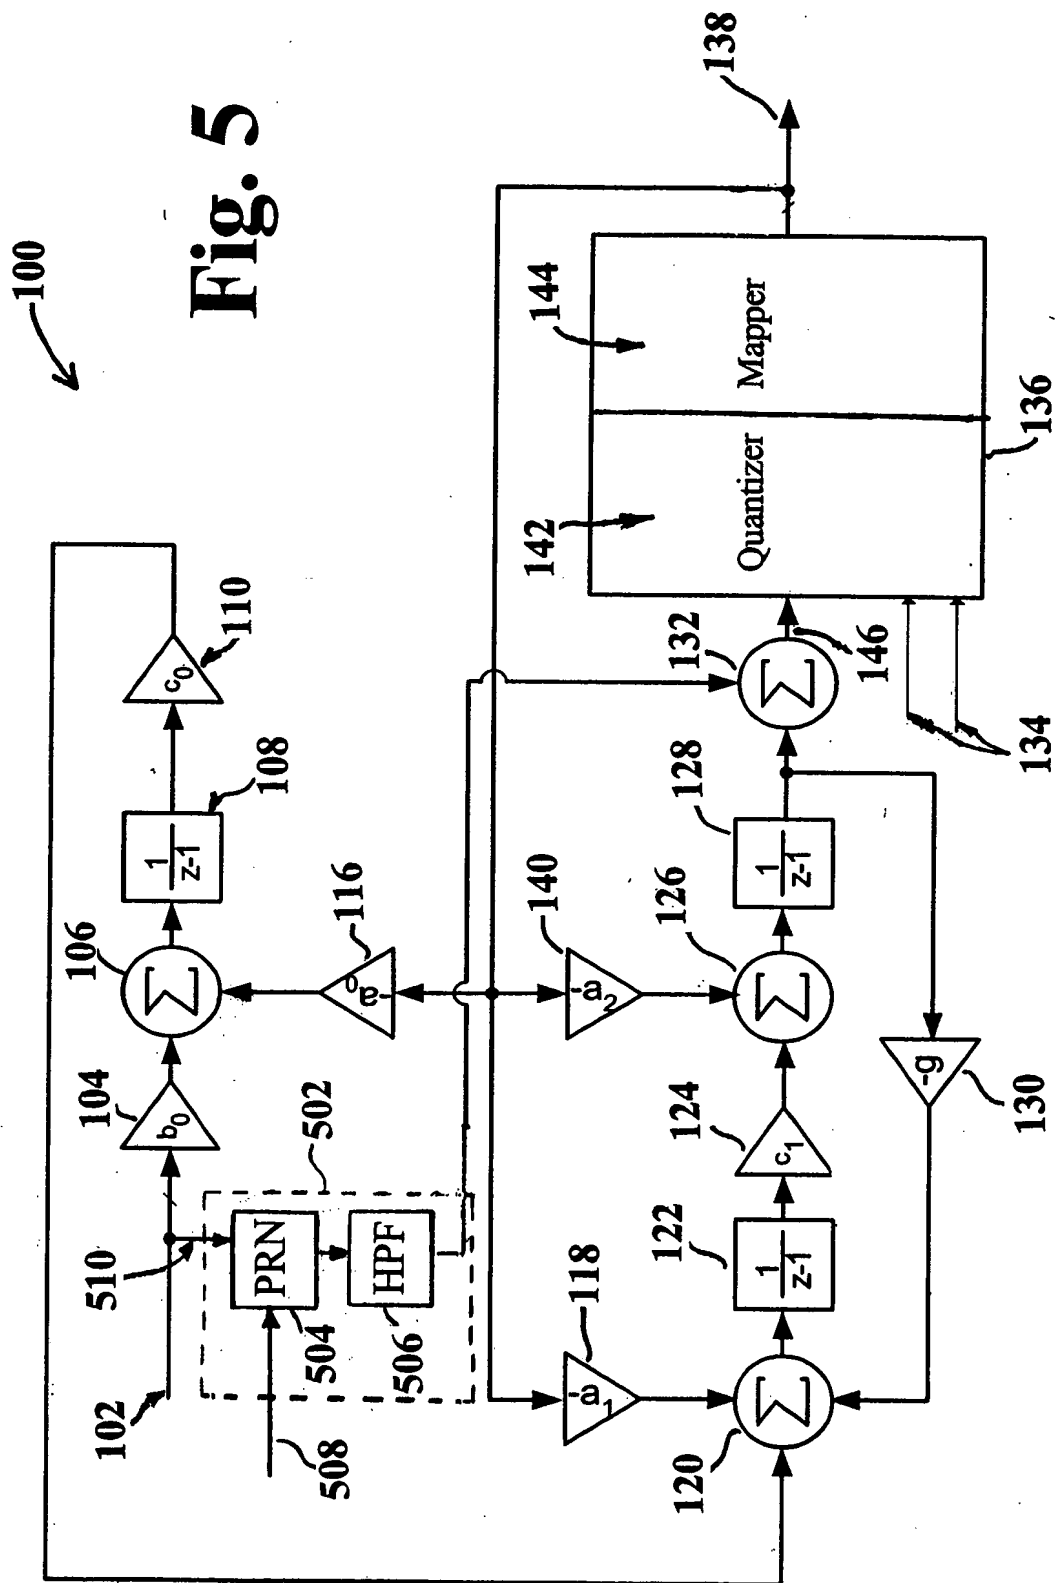 100
Fig. 5
102
104
b0
106
Σ
1
z-1
108
c0
110
510
PRN
504
HPF
506
508
502
-a0
116
-a1
118
-a2
140
120
Σ
1
z-1
122
c1
124
Σ
126
1
z-1
128
Σ
132
146
-g
130
134
Quantizer
142
Mapper
144
136
138